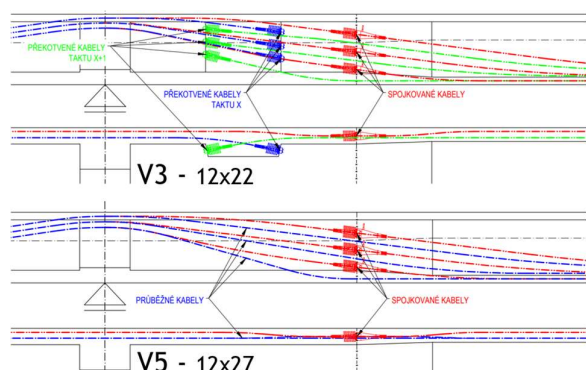 PŘEKOTVENÉ KABELY
TAKTU X+1
PŘEKOTVENÉ KABELY
TAKTU X
SPOJKOVANÉ KABELY
V3 - 12x22
PRŮBĚŽNÉ KABELY
SPOJKOVANÉ KABELY
V5 - 12x27